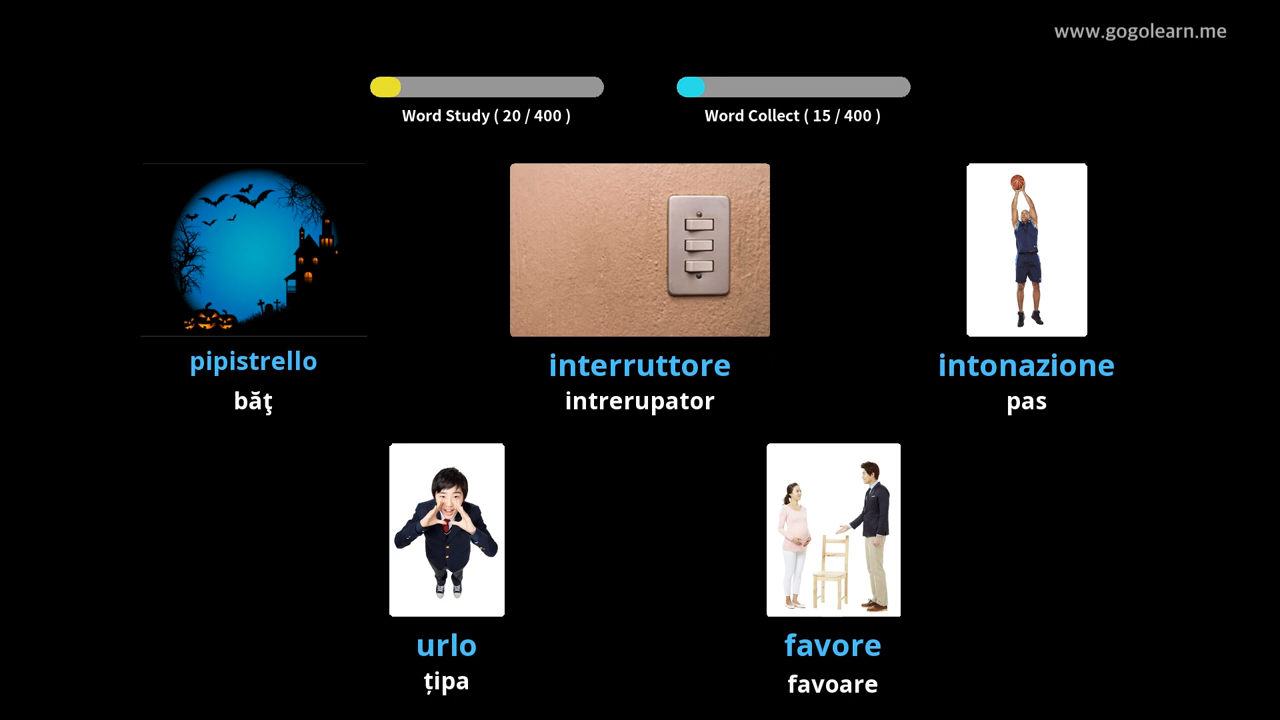 www.gogolearn.me
Word Study ( 20 / 400 )
Word Collect ( 15 / 400 )
pipistrello
băţ
interruttore
intrerupator
intonazione
pas
urlo
țipa
favore
favoare